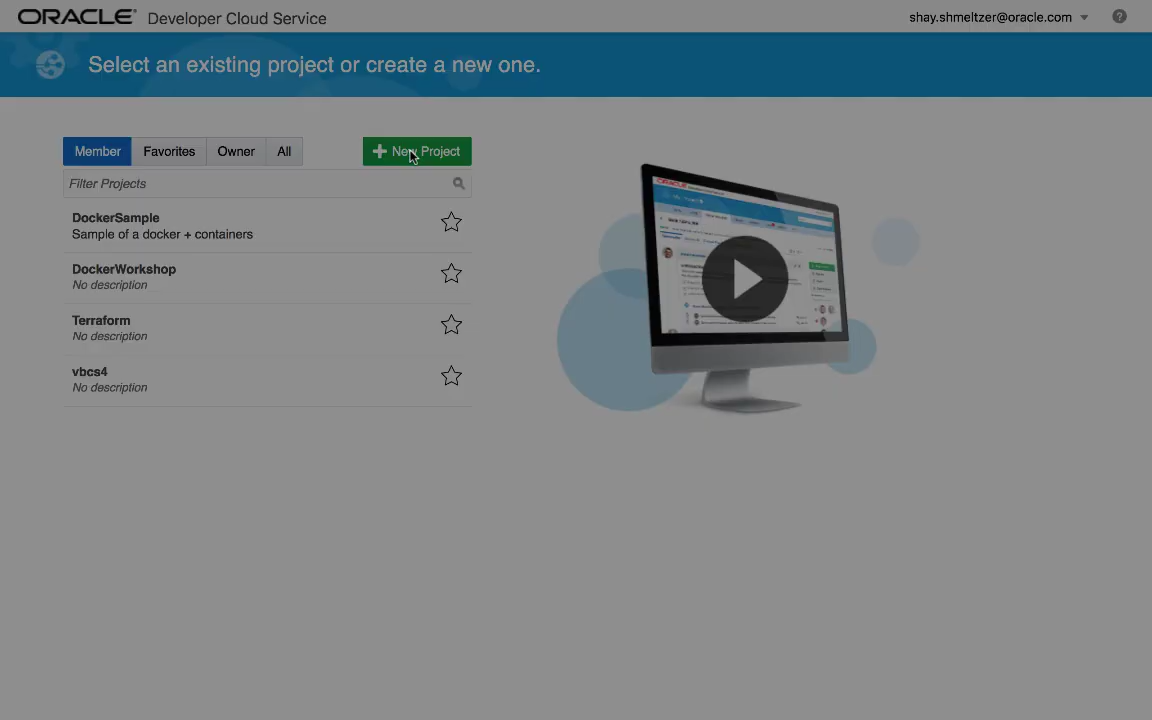 ORACLE® Developer Cloud Service
shay.shmeltzer@oracle.com
Select an existing project or create a new one.
Member Favorites Owner All
New Project
Filter Projects
DockerSample
Sample of a docker + containers
DockerWorkshop
No description
Terraform
No description
vbcs4
No description
ORACLE